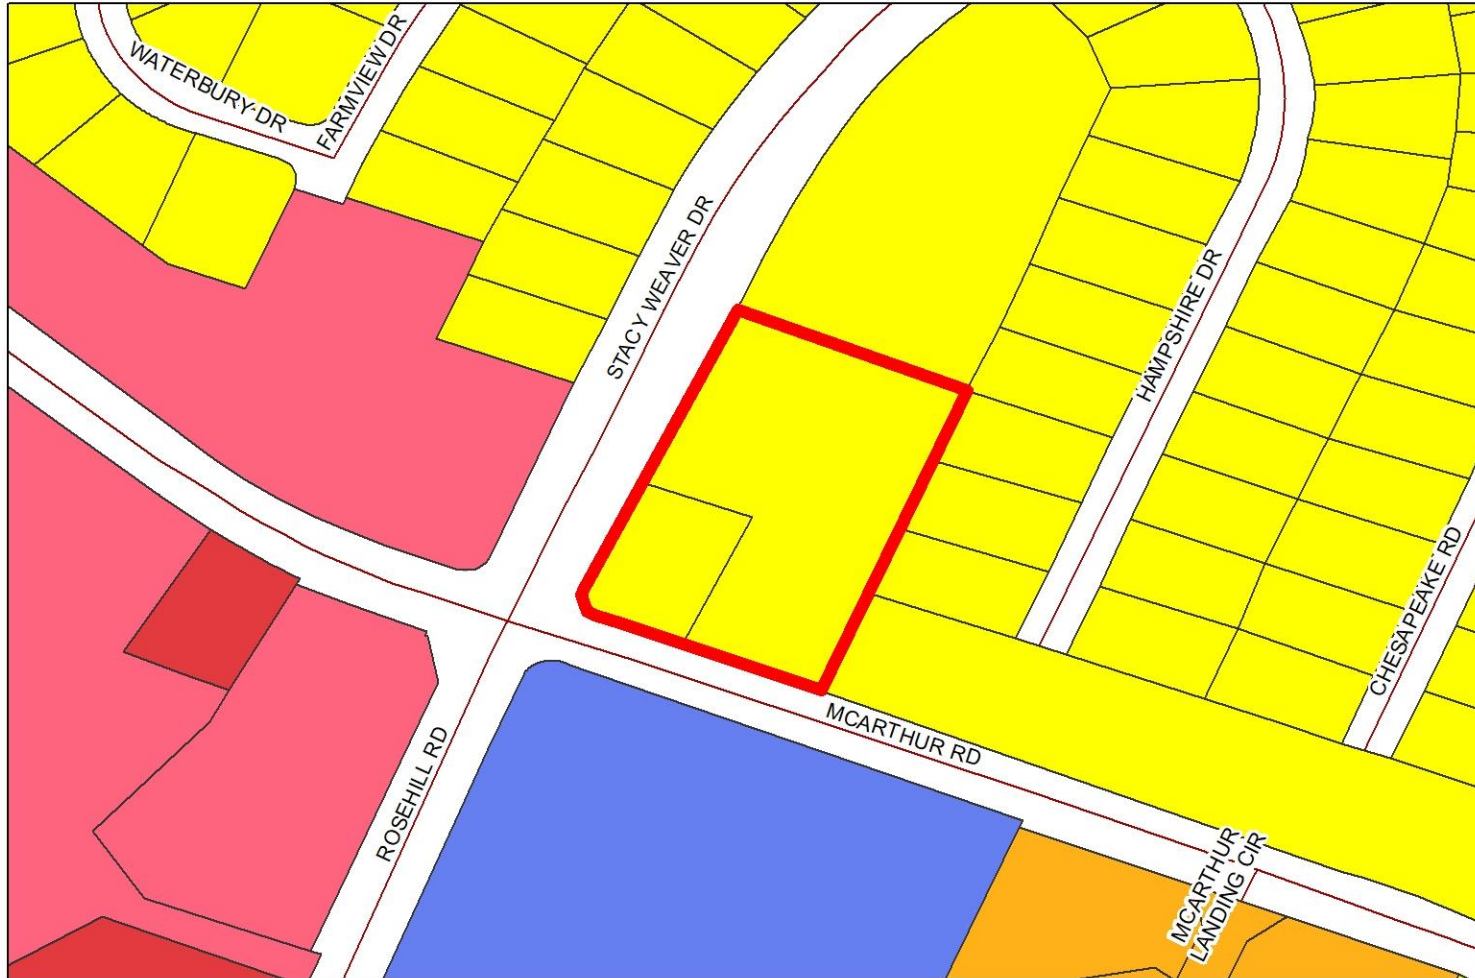 WATERBURY DR
FARMVIEW DR
STACY WEAVER DR
HAMPSHIRE DR
CHESAPEAKE RD
MCARTHUR RD
ROSEHILL RD
MCARTHUR
LANDING CIR